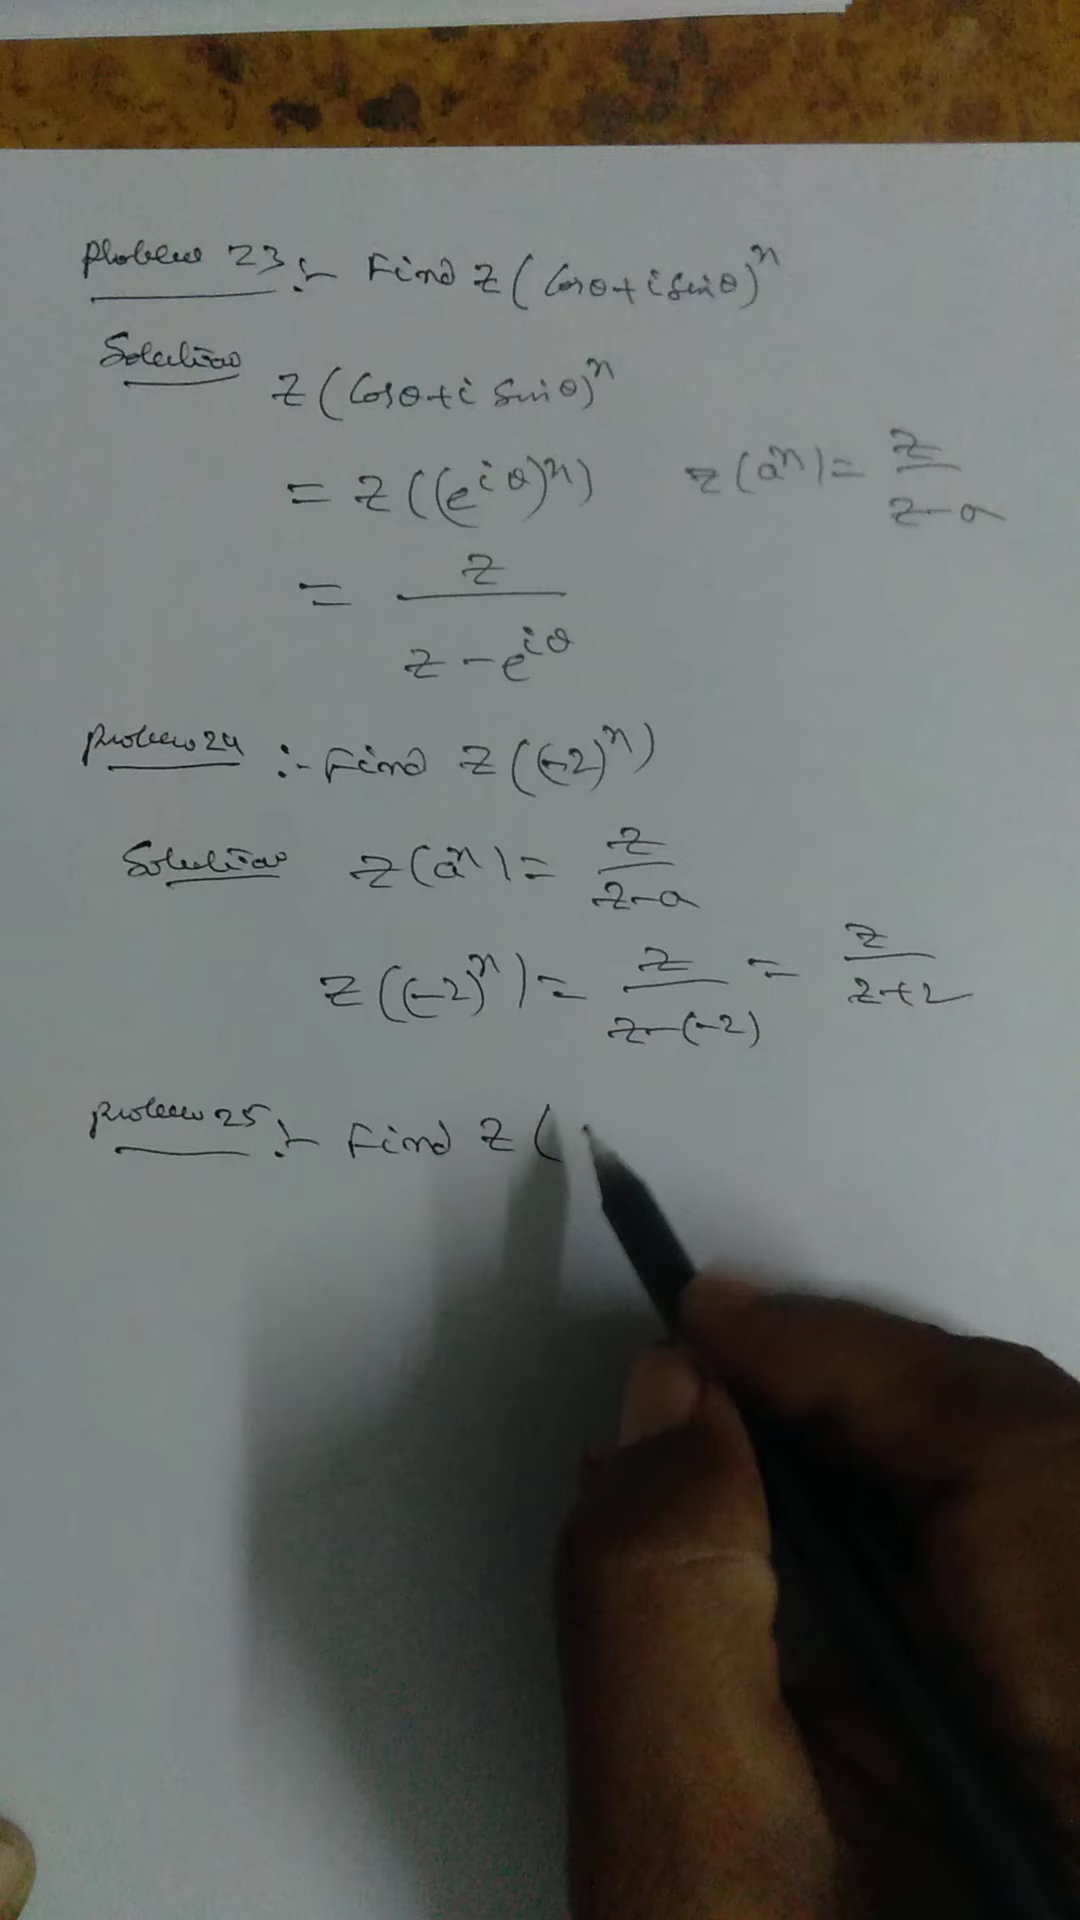 Problem 23:- Find Z(Cosθ+i Sinθ)^n
Solution
Z(Cosθ+i Sinθ)^n
= Z((e^{iθ})^n) Z(a^n) = z/(z-a)
= z/(z-e^{iθ})
Problem 24 :- Find Z((-2)^n)
Solution Z(a^n) = z/(z-a)
Z((-2)^n) = z/(z-(-2)) = z/(z+2)
Problem 25:- Find Z(